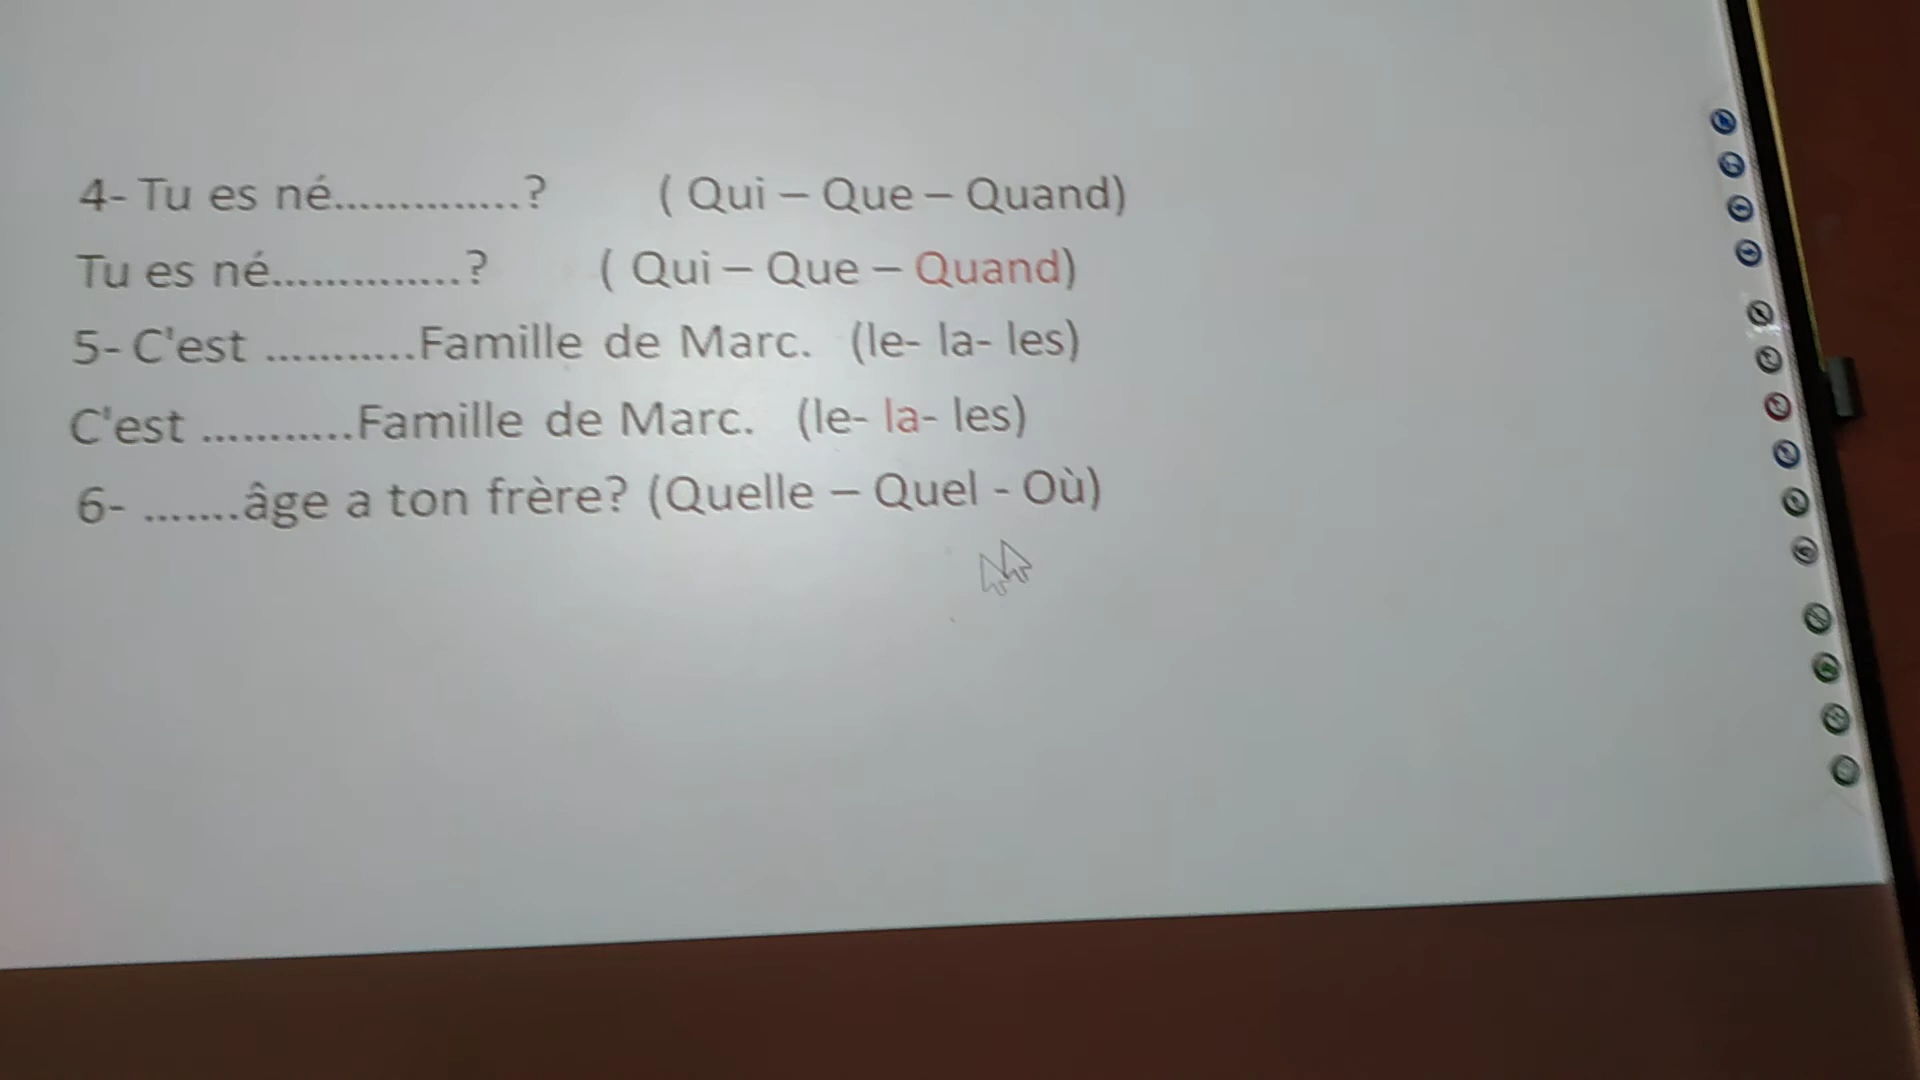 4- Tu es né..............? ( Qui – Que – Quand)
Tu es né..............? ( Qui – Que – Quand)
5- C'est ...........Famille de Marc. (le- la- les)
C'est ...........Famille de Marc. (le- la- les)
6- .......âge a ton frère? (Quelle – Quel - Où)